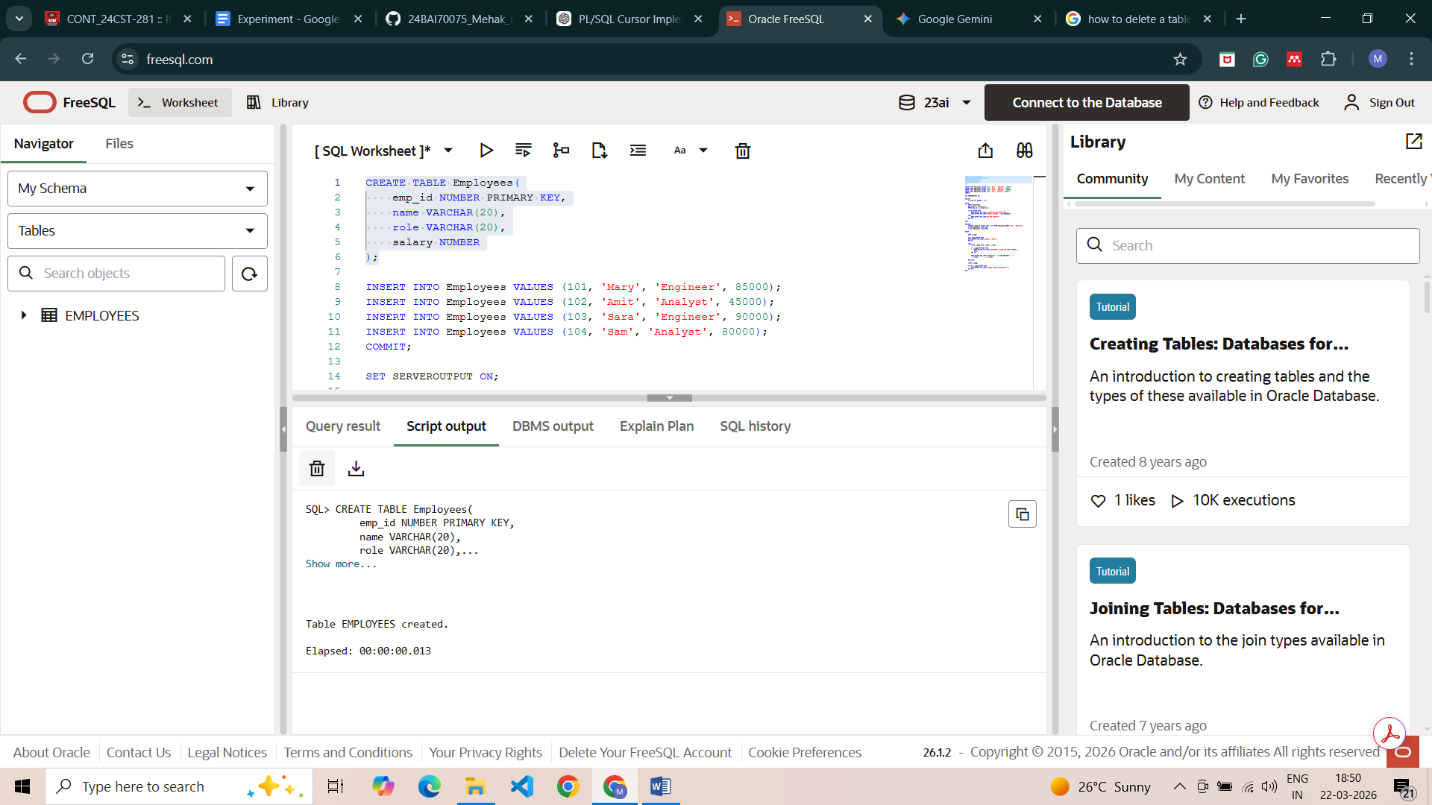 CONT_24CST-281 :: I
Experiment - Google
24BAI70075_Mehak_
PL/SQL Cursor Imple
Oracle FreeSQL
Google Gemini
how to delete a table
freesql.com
M
FreeSQL
Worksheet
Library
23ai
Connect to the Database
Help and Feedback
Sign Out
Navigator
Files
My Schema
Tables
Search objects
EMPLOYEES
[ SQL Worksheet ]*
Aa
1 CREATE TABLE Employees(
2 emp_id NUMBER PRIMARY KEY,
3 name VARCHAR(20),
4 role VARCHAR(20),
5 salary NUMBER
6 );
7
8 INSERT INTO Employees VALUES (101, 'Mary', 'Engineer', 85000);
9 INSERT INTO Employees VALUES (102, 'Amit', 'Analyst', 45000);
10 INSERT INTO Employees VALUES (103, 'Sara', 'Engineer', 90000);
11 INSERT INTO Employees VALUES (104, 'Sam', 'Analyst', 80000);
12 COMMIT;
13
14 SET SERVEROUTPUT ON;
Query result
Script output
DBMS output
Explain Plan
SQL history
SQL> CREATE TABLE Employees(
emp_id NUMBER PRIMARY KEY,
name VARCHAR(20),
role VARCHAR(20),...
Show more...
Table EMPLOYEES created.
Elapsed: 00:00:00.013
Library
Community
My Content
My Favorites
Recently
Search
Tutorial
Creating Tables: Databases for...
An introduction to creating tables and the
types of these available in Oracle Database.
Created 8 years ago
1 likes
10K executions
Tutorial
Joining Tables: Databases for...
An introduction to the join types available in
Oracle Database.
Created 7 years ago
About Oracle
Contact Us
Legal Notices
Terms and Conditions
Your Privacy Rights
Delete Your FreeSQL Account
Cookie Preferences
26.1.2 - Copyright © 2015, 2026 Oracle and/or its affiliates All rights reserved
Type here to search
26°C Sunny
ENG
IN
18:50
22-03-2026
21